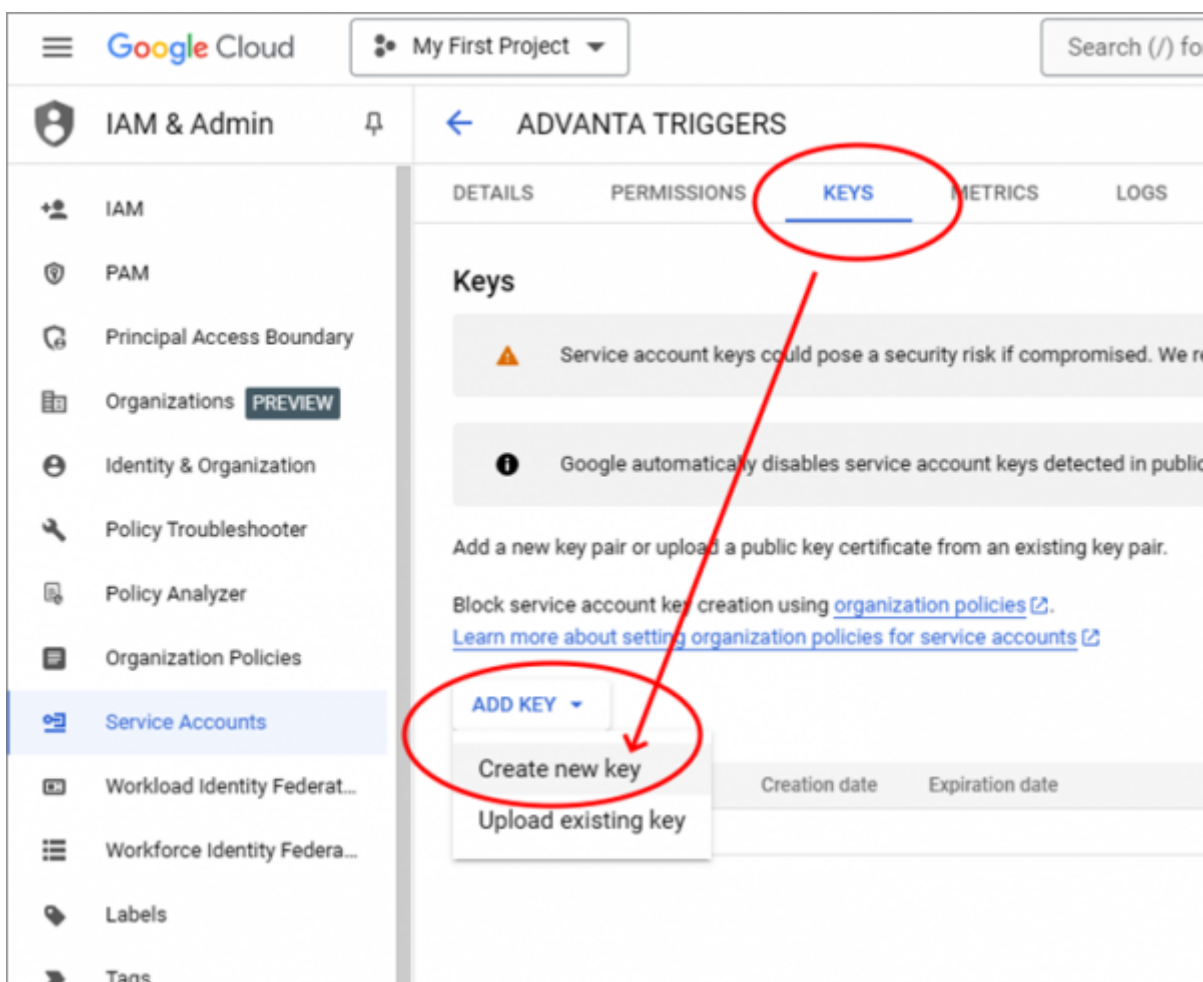 Google Cloud
My First Project
Search (/) for
IAM & Admin
ADVANTA TRIGGERS
DETAILS PERMISSIONS KEYS METRICS LOGS
IAM
PAM
Principal Access Boundary
Organizations PREVIEW
Identity & Organization
Policy Troubleshooter
Policy Analyzer
Organization Policies
Service Accounts
Workload Identity Federat...
Workforce Identity Federa...
Labels
Tags
Keys
Service account keys could pose a security risk if compromised. We
Google automatically disables service account keys detected in public
Add a new key pair or upload a public key certificate from an existing key pair.
Block service account key creation using organization policies.
Learn more about setting organization policies for service accounts
ADD KEY
Create new key
Upload existing key
Creation date Expiration date